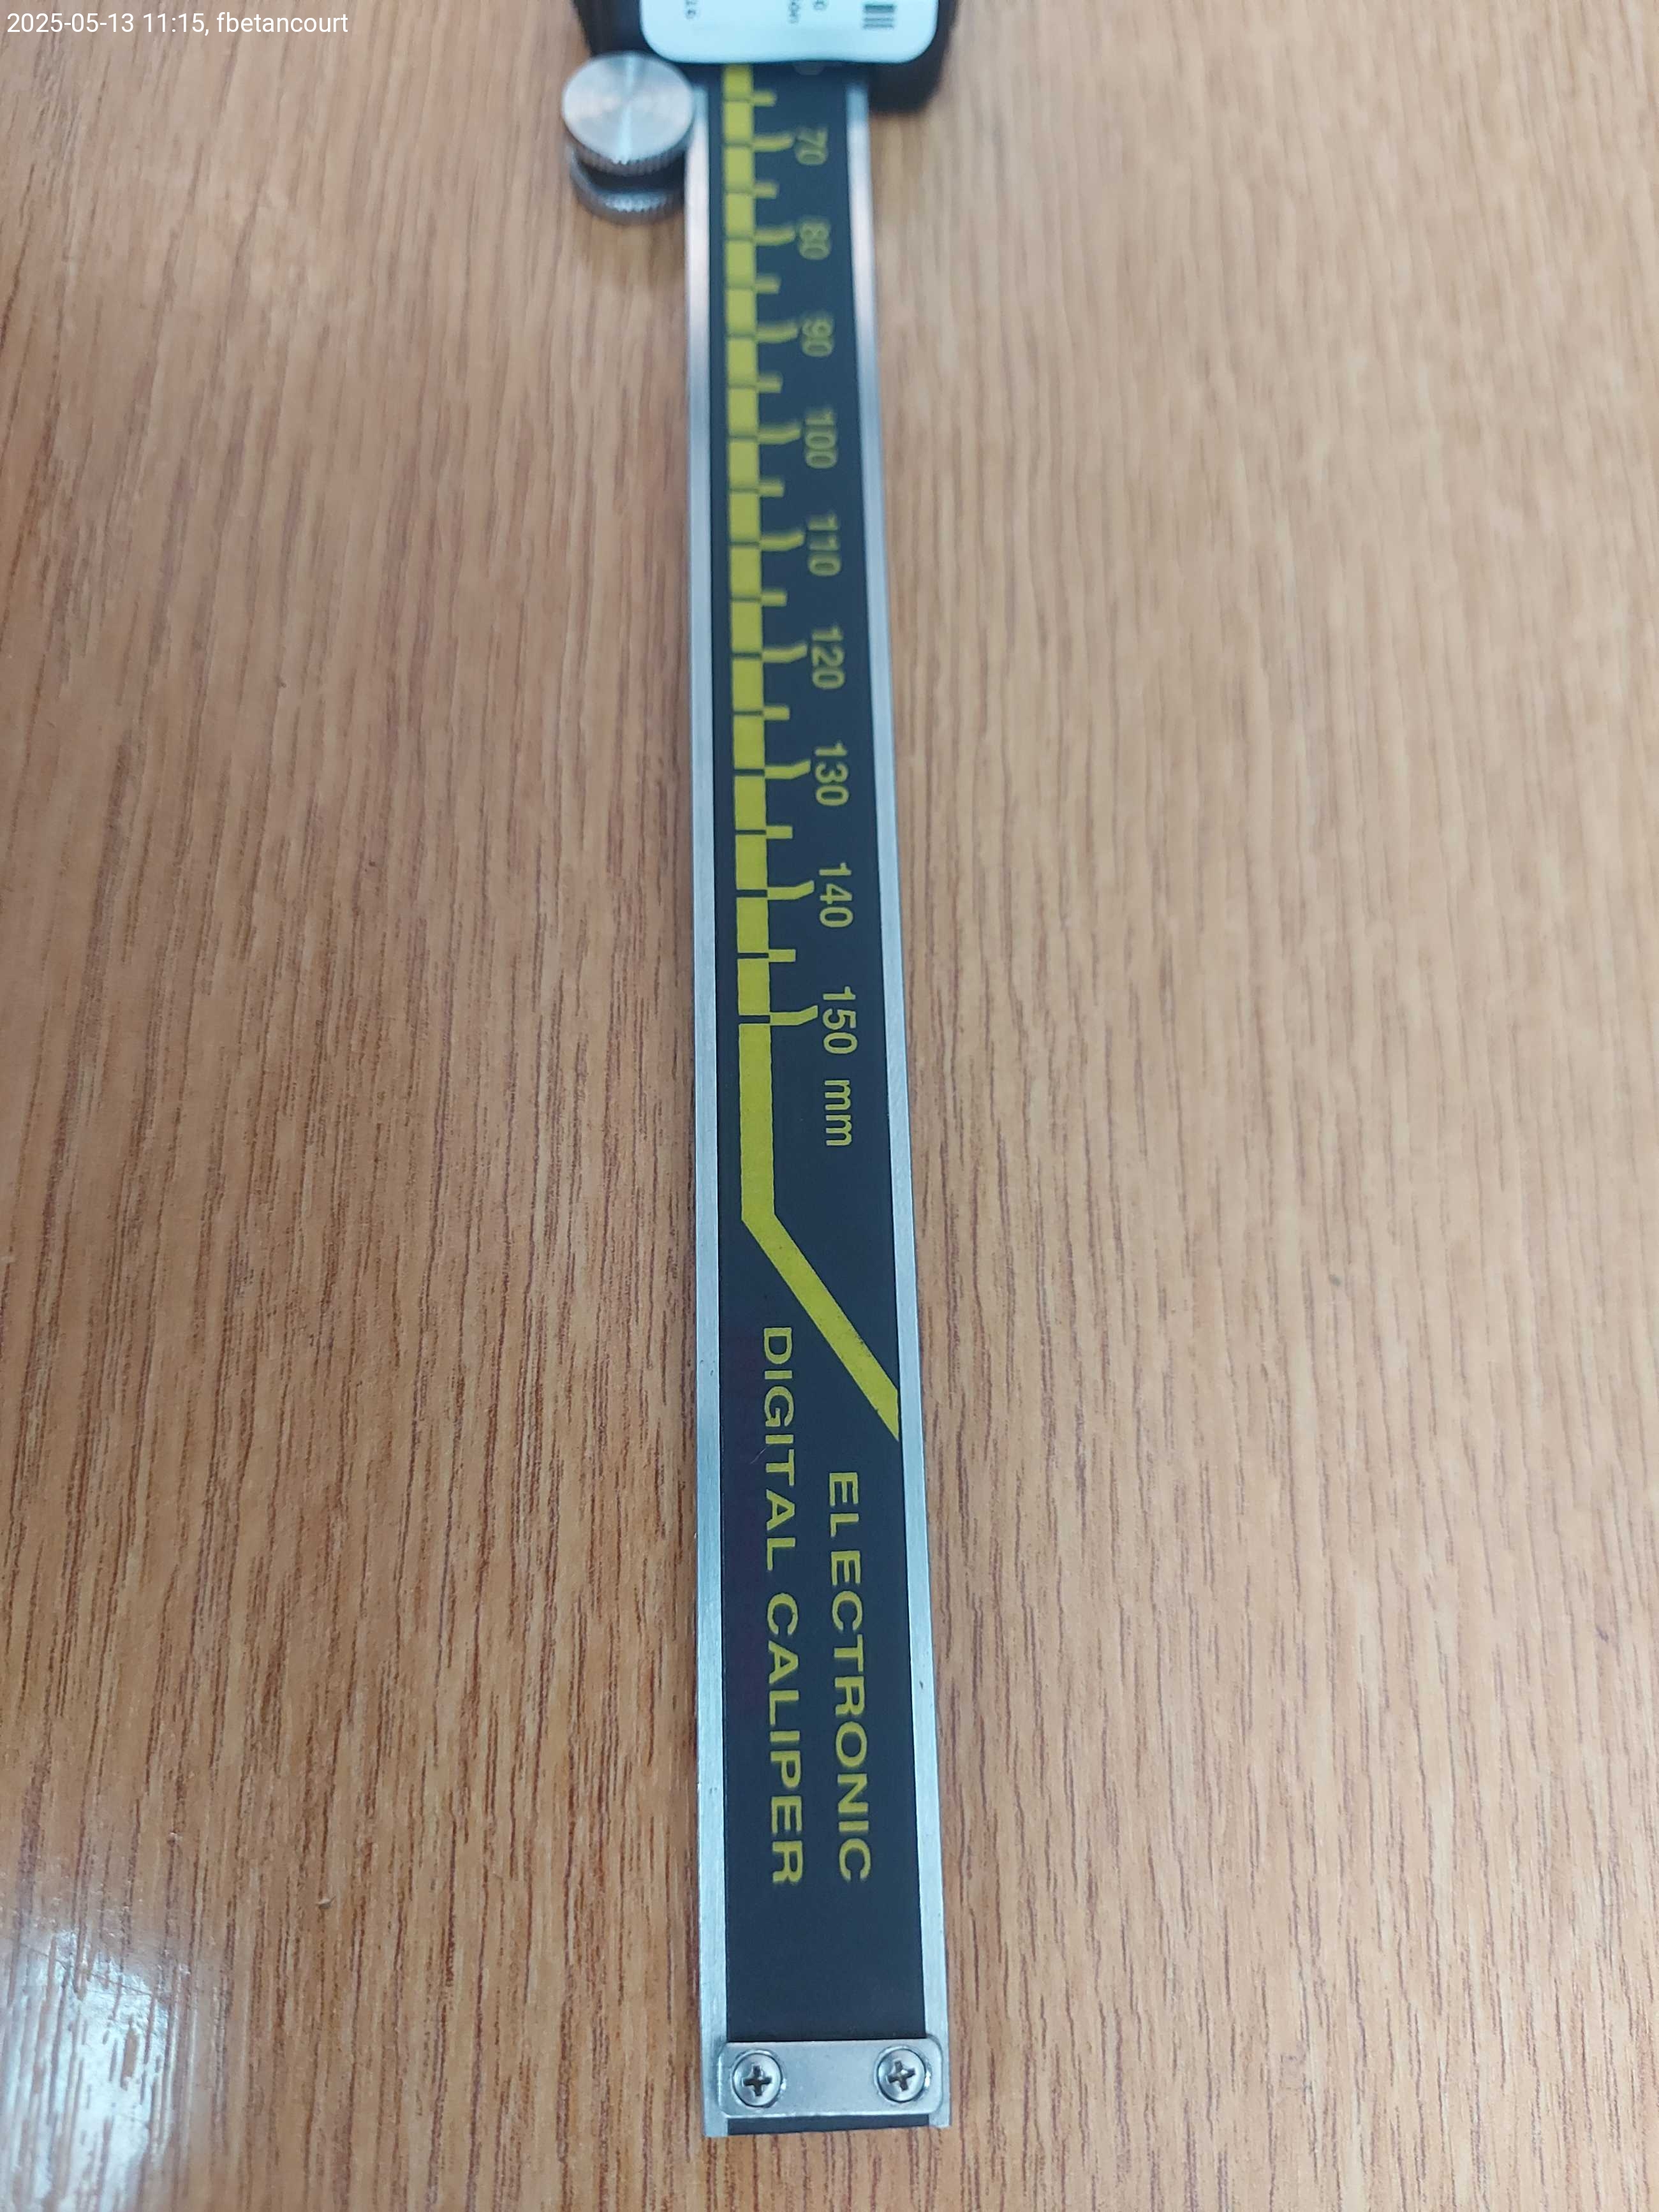 2025-05-13 11:15, fbetancourt
70
80
90
100
110
120
130
140
150 mm
ELECTRONIC
DIGITAL CALIPER